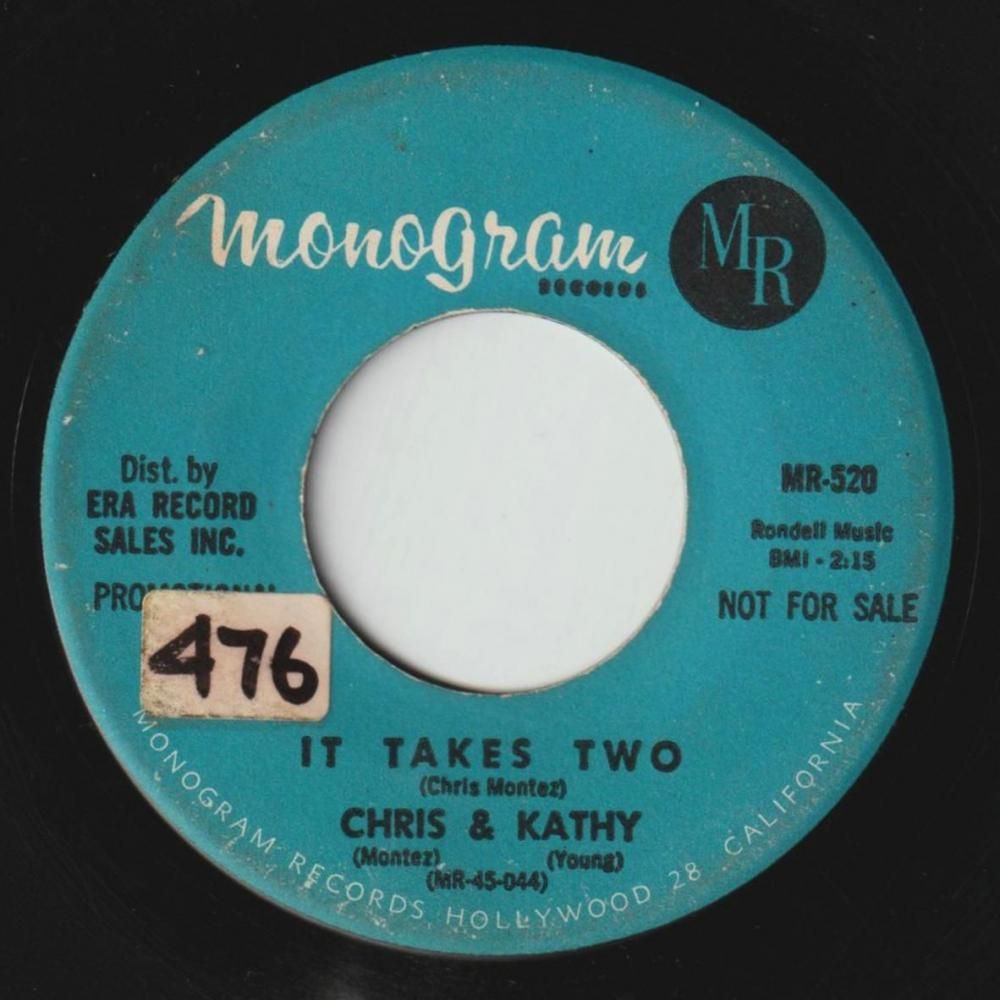 monogram
RECORDS
MR
Dist. by
ERA RECORD
SALES INC.
MR-520
Rondell Music
BMI - 2:15
NOT FOR SALE
476
IT TAKES TWO
(Chris Montez)
CHRIS & KATHY
(Montez) (Young)
(MR-45-044)
MONOGRAM RECORDS, HOLLYWOOD 28 CALIFORNIA